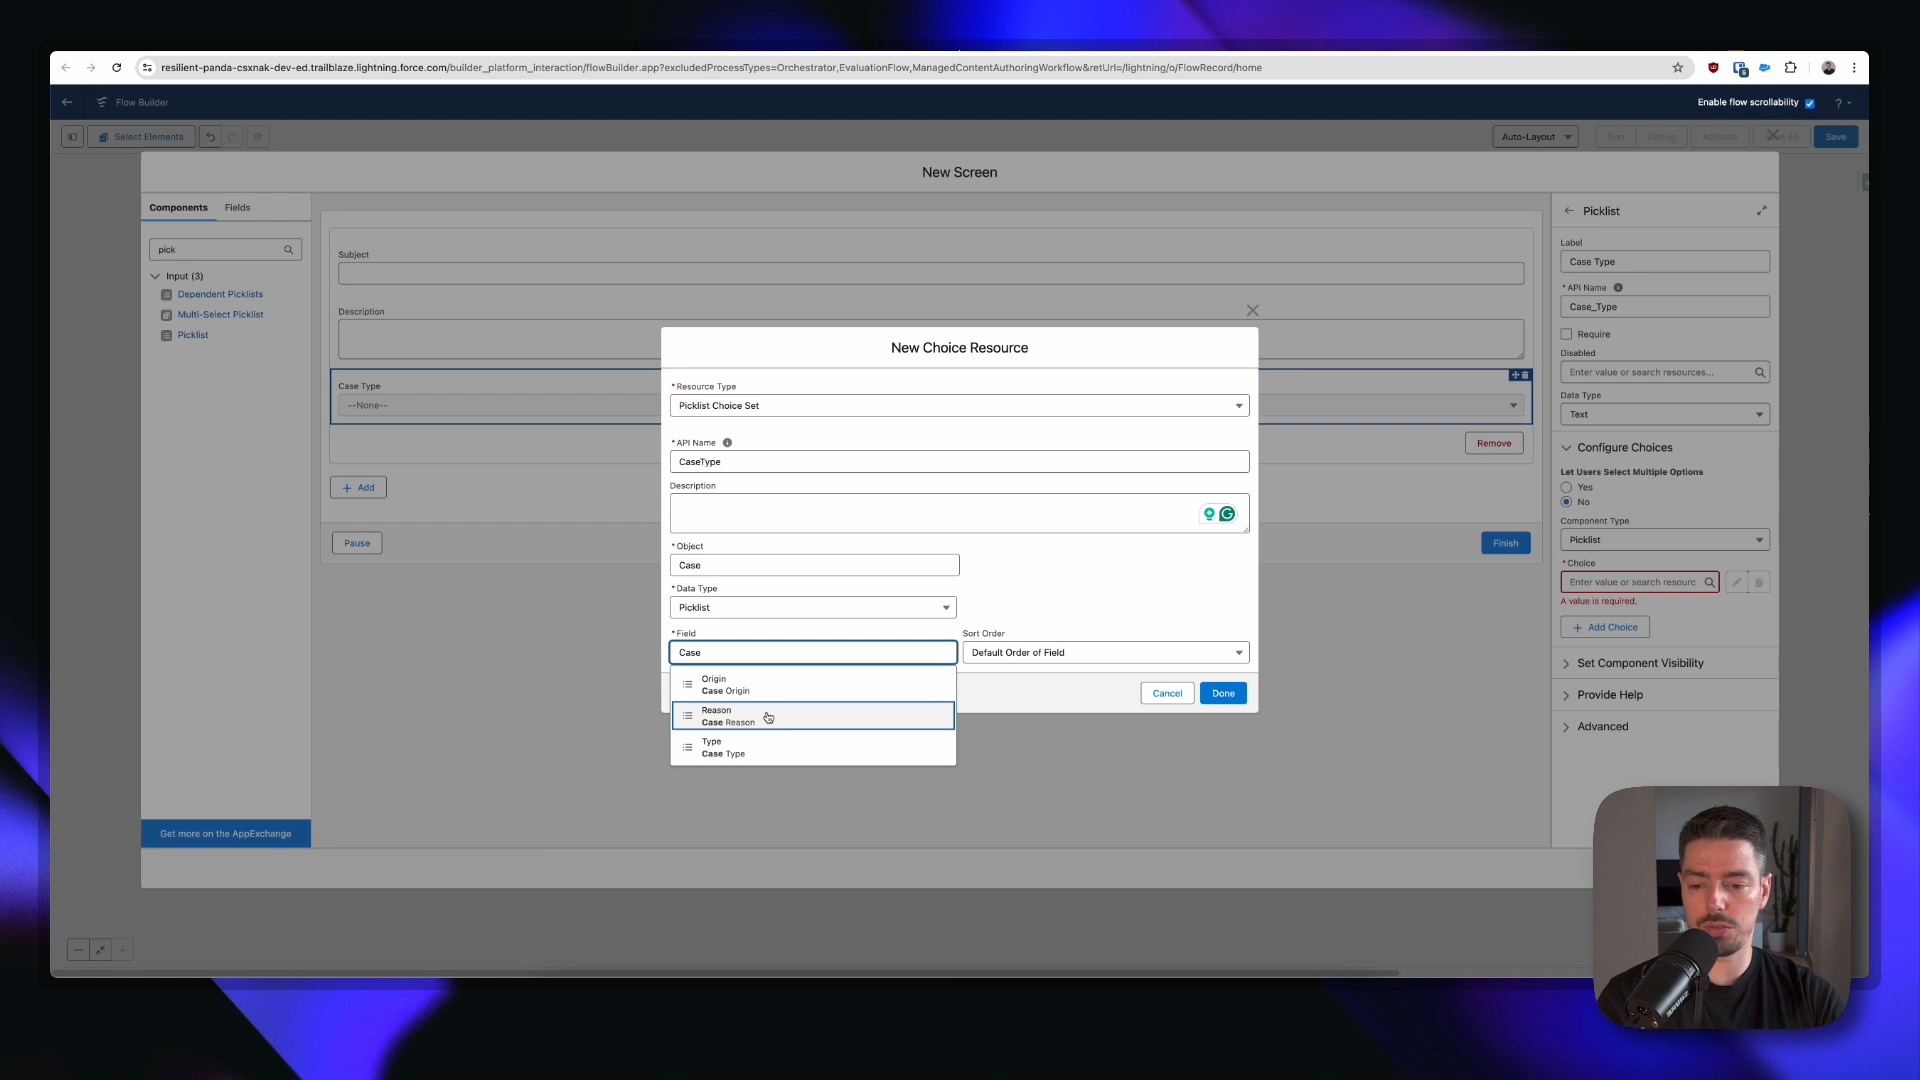 resilient-panda-csxnak-dev-ed.trailblaze.lightning.force.com/builder_platform_interaction/flowBuilder.app?excludedProcessTypes=Orchestrator,EvaluationFlow,ManagedContentAuthoringWorkflow&retUrl=/lightning/o/FlowRecord/home
Flow Builder
Enable flow scrollability
?
Select Elements
Auto-Layout
Run
Debug
Activate
Save
New Screen
Components
Fields
pick
Input (3)
Dependent Picklists
Multi-Select Picklist
Picklist
Get more on the AppExchange
Subject
Description
Case Type
--None--
Remove
+ Add
Pause
Finish
New Choice Resource
* Resource Type
Picklist Choice Set
* API Name
CaseType
Description
* Object
Case
* Data Type
Picklist
* Field
Case
Sort Order
Default Order of Field
Origin
Case Origin
Reason
Case Reason
Type
Case Type
Cancel
Done
Picklist
Label
Case Type
* API Name
Case_Type
Require
Disabled
Enter value or search resources...
Data Type
Text
Configure Choices
Let Users Select Multiple Options
Yes
No
Component Type
Picklist
* Choice
Enter value or search resourc
A value is required.
+ Add Choice
Set Component Visibility
Provide Help
Advanced